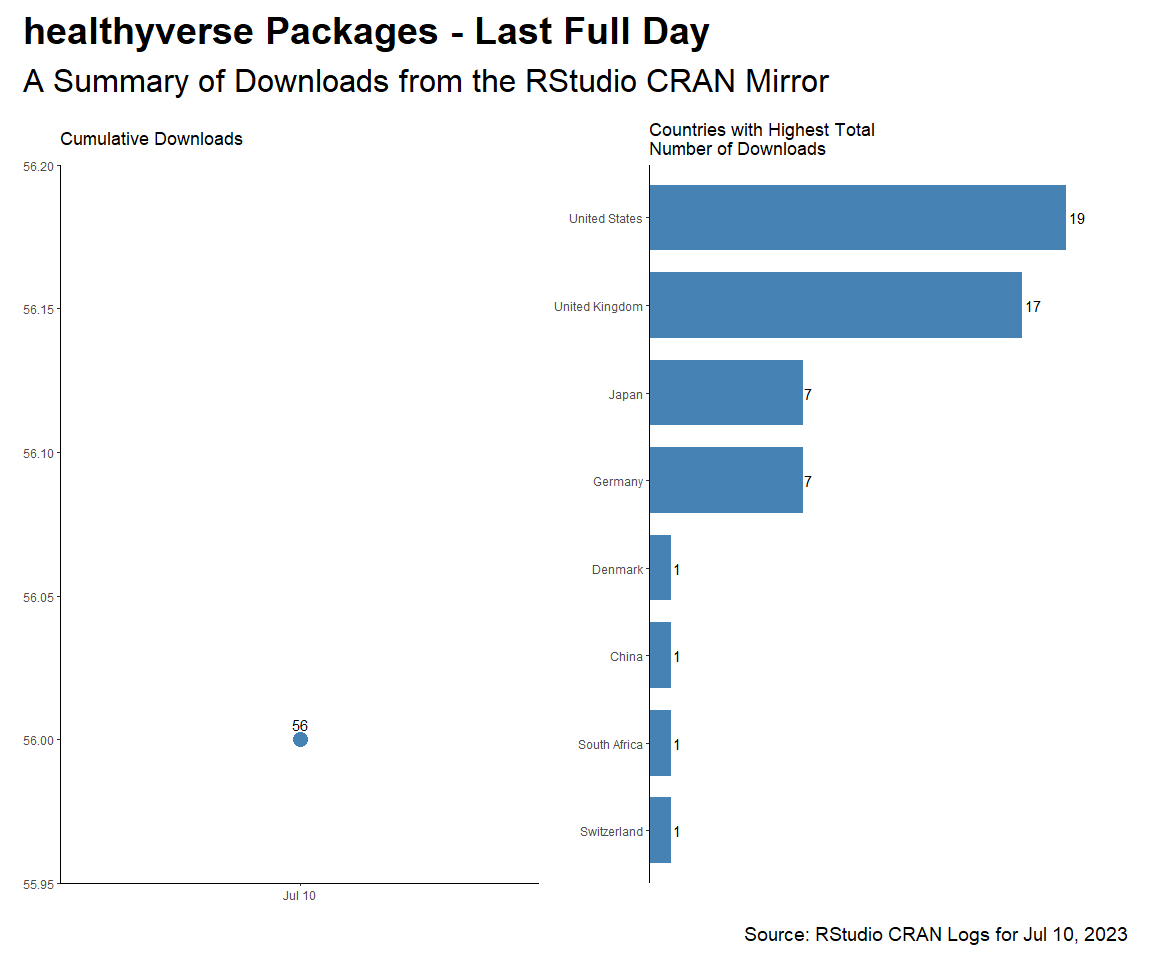 healthyverse Packages - Last Full Day
A Summary of Downloads from the RStudio CRAN Mirror
Cumulative Downloads
56.20
56.15
56.10
56.05
56.00
55.95
56
Jul 10
Countries with Highest Total
Number of Downloads
United States 19
United Kingdom 17
Japan 7
Germany 7
Denmark 1
China 1
South Africa 1
Switzerland 1
Source: RStudio CRAN Logs for Jul 10, 2023